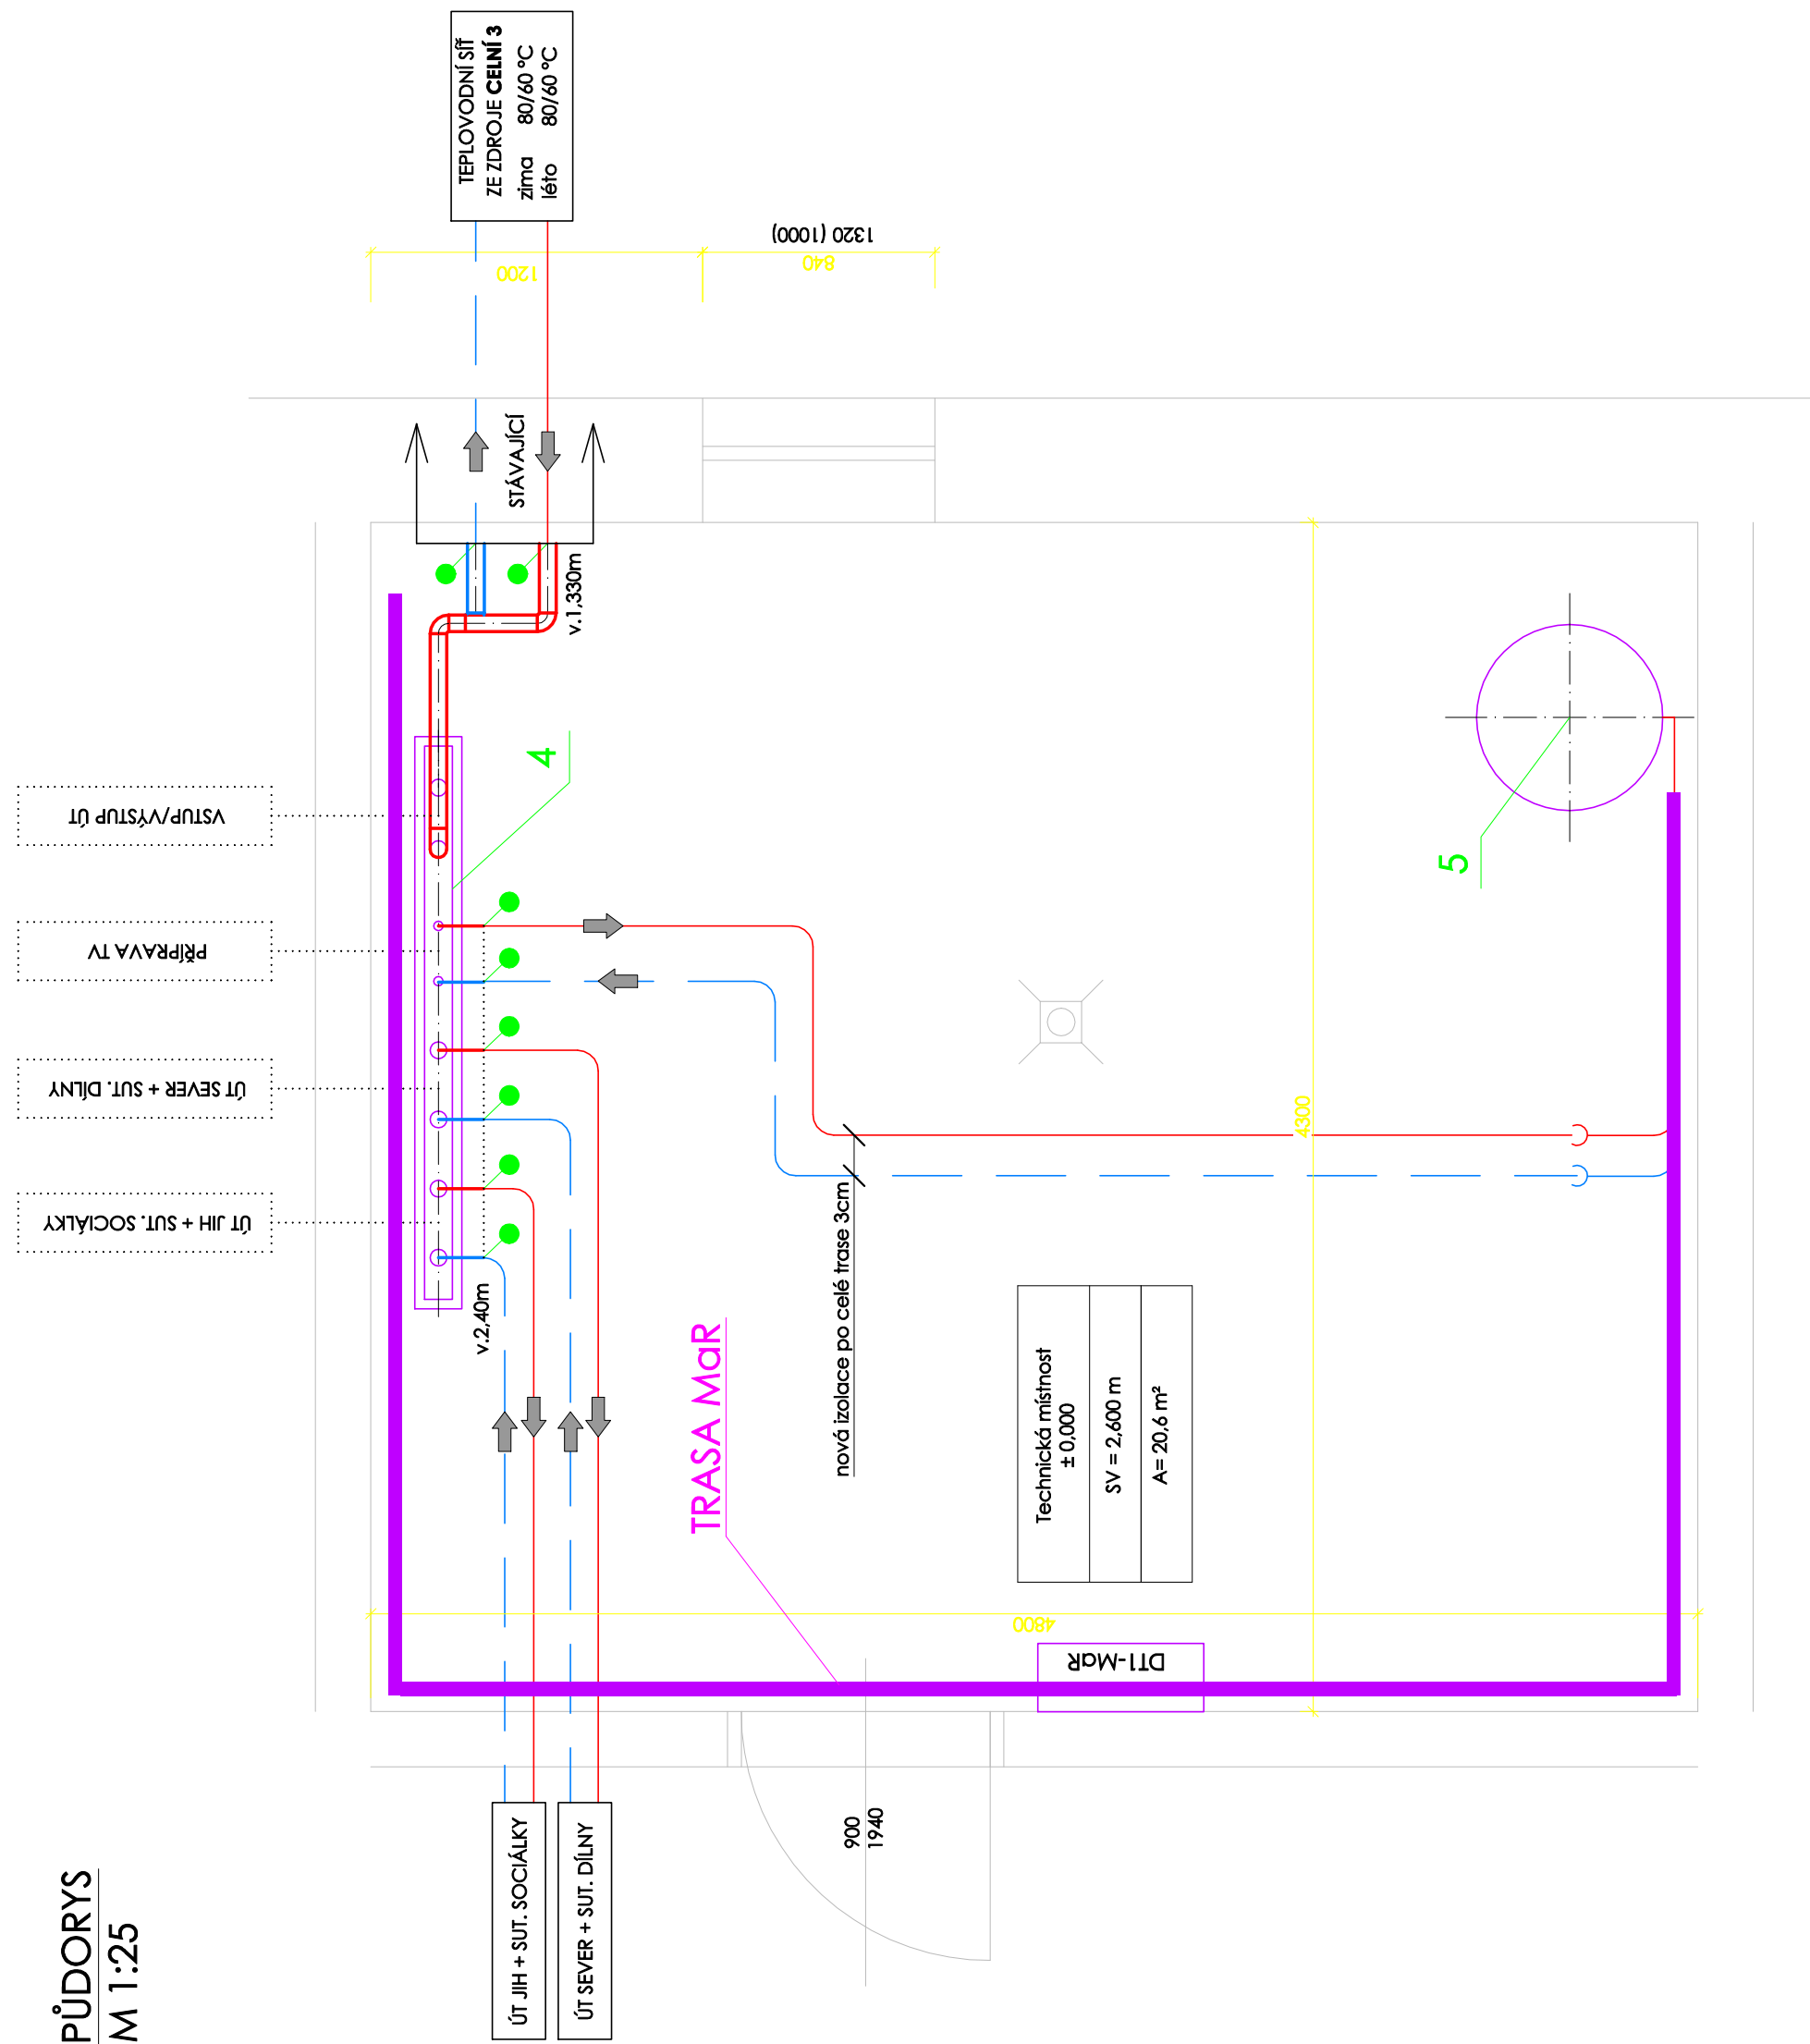 PŮDORYS
M 1:25
TEPLOVODNÍ SÍŤ
ZE ZDROJE CELNÍ 3
zima 80/60 °C
léto 80/60 °C
1200
840
1320 (1000)
STÁVAJÍCÍ
v.1,330m
VSTUP/VÝSTUP ÚT
PŘÍPRAVA TV
ÚT SEVER + SUT. DÍLNY
ÚT JIH + SUT. SOCIÁLKY
4
5
v.2,40m
nová izolace po celé trase 3cm
4300
TRASA MaR
Technická místnost
± 0,000
SV = 2,600 m
A= 20,6 m²
4800
DT1-MaR
900
1940
ÚT JIH + SUT. SOCIÁLKY
ÚT SEVER + SUT. DÍLNY